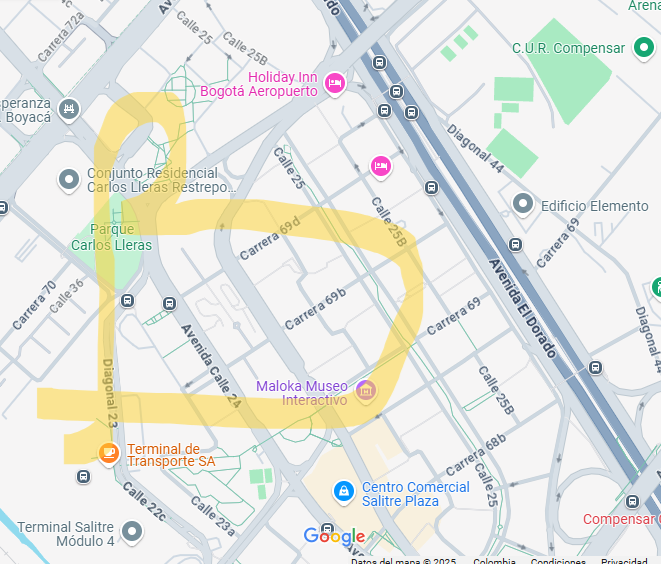 Arena
Carrera 72a
Av
Calle 25
Calle 25B
do
C.U.R. Compensar
Holiday Inn
Bogotá Aeropuerto
speranza
. Boyacá
Diagonal 44
Conjunto Residencial
Carlos Lleras Restrepo...
Calle 25
Calle 25B
Edificio Elemento
Parque
Carlos Lleras
Carrera 69d
Carrera 69
Carrera 70
Calle 36
Carrera 69b
Carrera 69
Avenida El Dorado
Diagonal 44
Avenida Calle 24
Diagonal 23
Maloka Museo
Interactivo
Calle 25B
Terminal de
Transporte SA
Carrera 68b
Centro Comercial
Salitre Plaza
Calle 25
Calle 22c
Calle 23a
Terminal Salitre
Módulo 4
Google
Compensar
Datos del mapa © 2025 Colombia Condiciones Privacidad